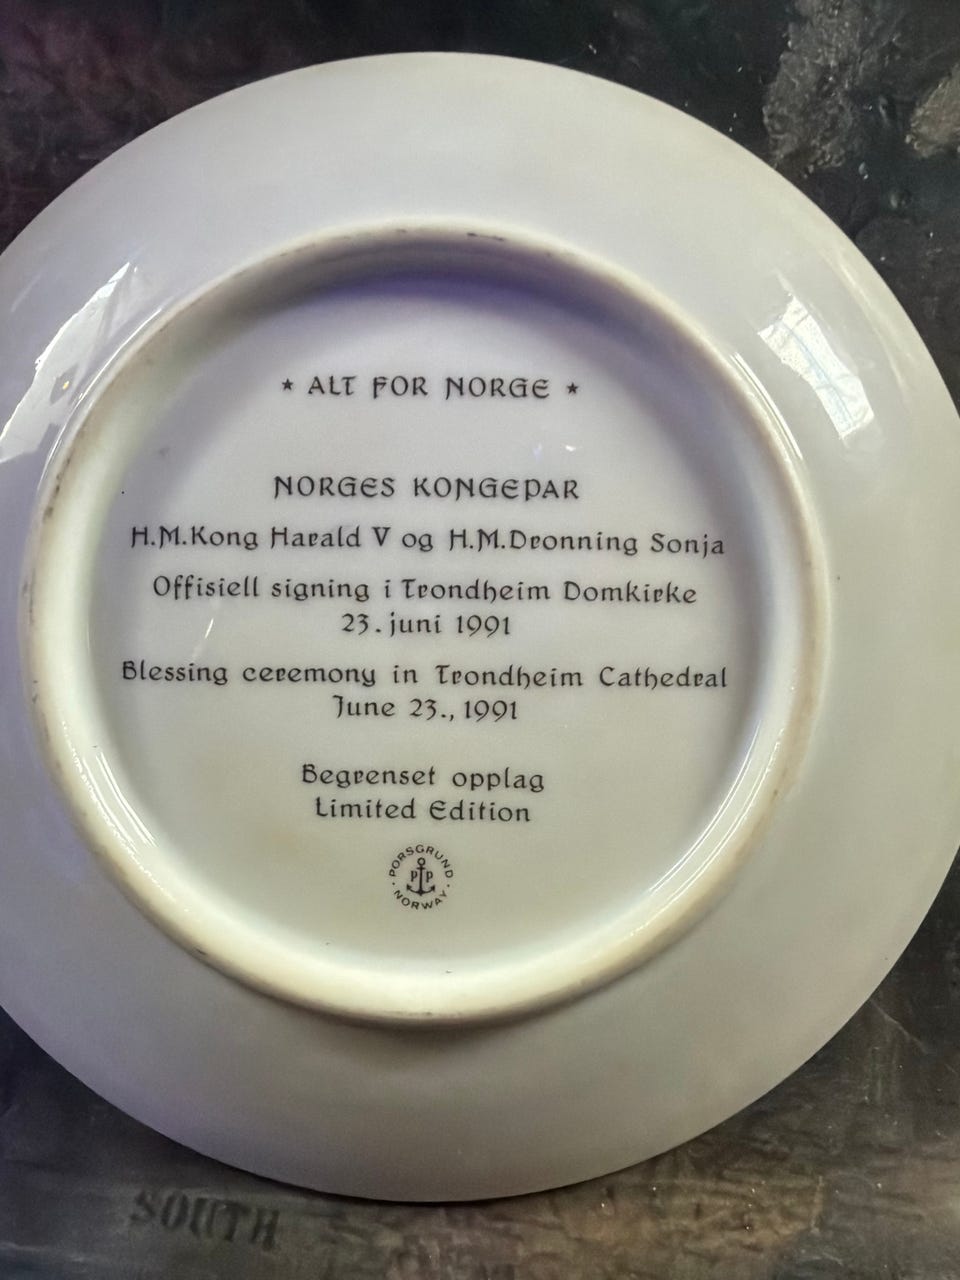 ★ ALT FOR NORGE ★
NORGES KONGEPAR
H.M.Kong Harald V og H.M.Dronning Sonja
Offisiell signing i Trondheim Domkirke
23. juni 1991
Blessing ceremony in Trondheim Cathedral
June 23., 1991
Begrenset opplag
Limited Edition
PORSGRUND
PP
NORWAY
SOUTH